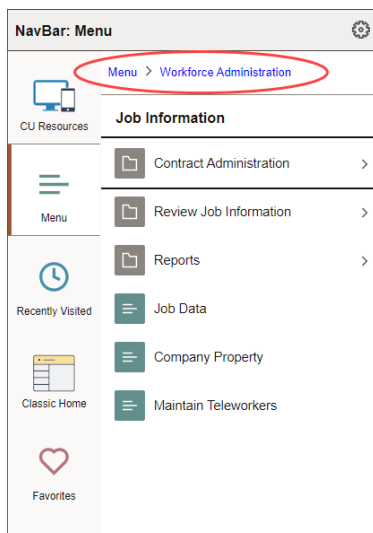 NavBar: Menu
Menu > Workforce Administration
CU Resources
Job Information
Contract Administration
Menu
Review Job Information
Reports
Recently Visited
Job Data
Company Property
Classic Home
Maintain Teleworkers
Favorites